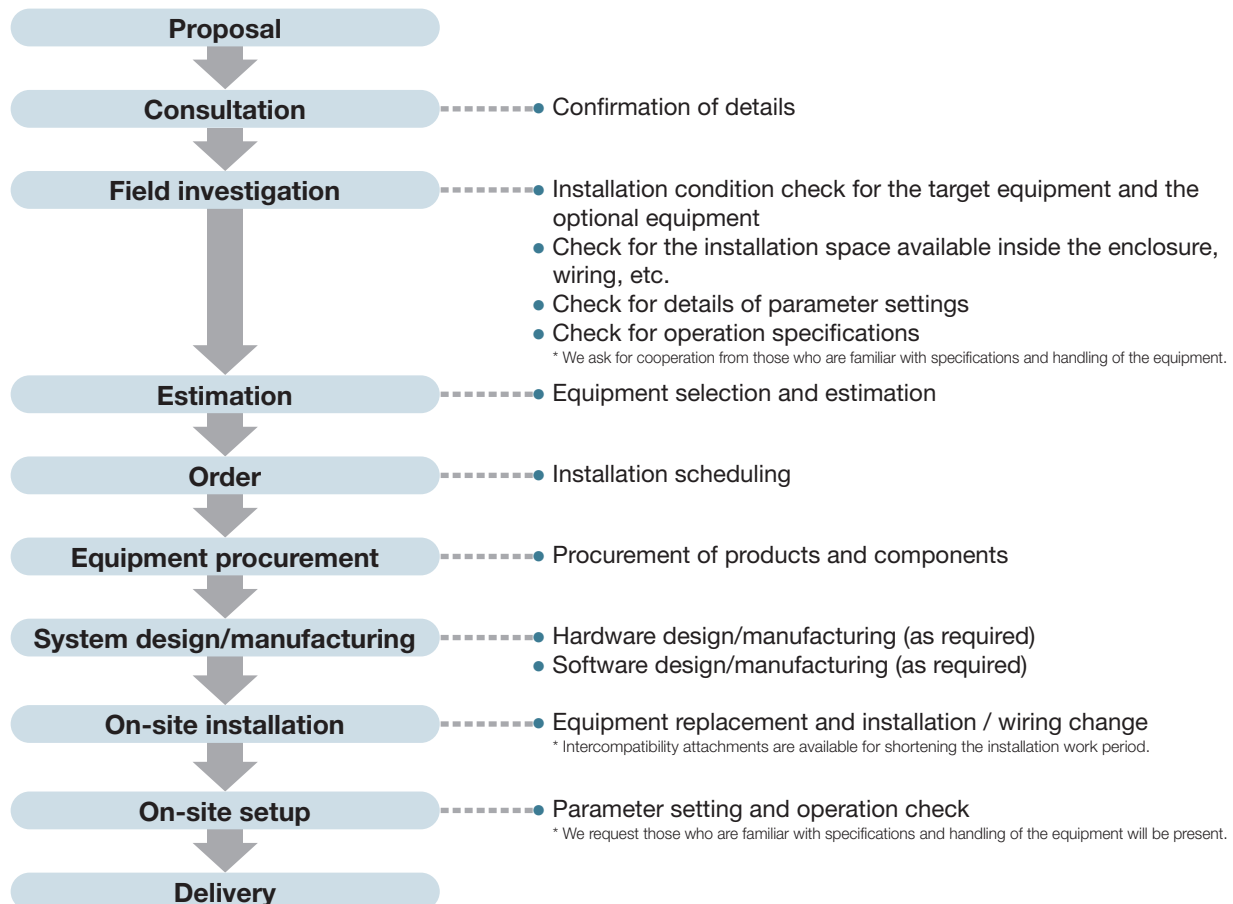 Proposal
Consultation
Confirmation of details
Field investigation
● Installation condition check for the target equipment and the
optional equipment
● Check for the installation space available inside the enclosure,
wiring, etc.
● Check for details of parameter settings
● Check for operation specifications
* We ask for cooperation from those who are familiar with specifications and handling of the equipment.
Estimation
● Equipment selection and estimation
Order
● Installation scheduling
Equipment procurement
● Procurement of products and components
System design/manufacturing
● Hardware design/manufacturing (as required)
● Software design/manufacturing (as required)
On-site installation
● Equipment replacement and installation / wiring change
* Intercompatibility attachments are available for shortening the installation work period.
On-site setup
● Parameter setting and operation check
* We request those who are familiar with specifications and handling of the equipment will be present.
Delivery